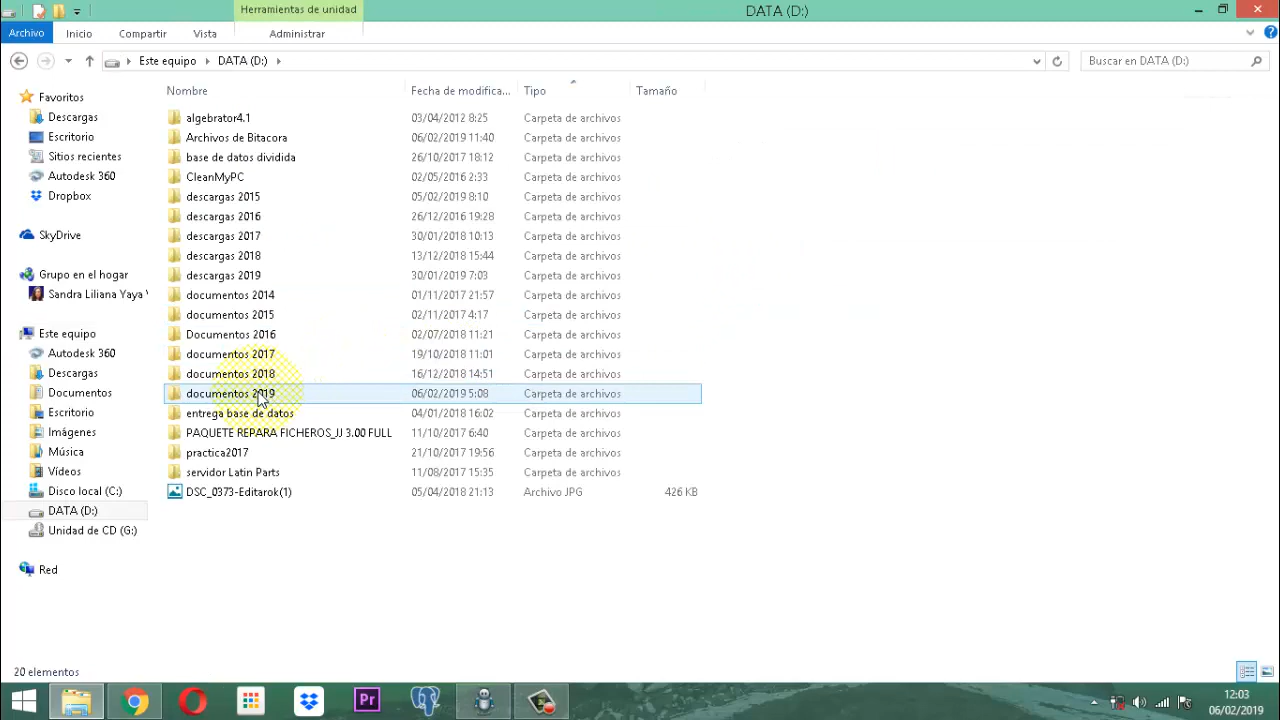 Herramientas de unidad
DATA (D:)
Archivo Inicio Compartir Vista Administrar
Este equipo DATA (D:) Buscar en DATA (D:)
Nombre Fecha de modifica... Tipo Tamaño
Favoritos
Descargas
Escritorio
Sitios recientes
Autodesk 360
Dropbox
SkyDrive
Grupo en el hogar
Sandra Liliana Yaya
Este equipo
Autodesk 360
Descargas
Documentos
Escritorio
Imágenes
Música
Vídeos
Disco local (C:)
DATA (D:)
Unidad de CD (G:)
Red
algebrator4.1 03/04/2012 8:25 Carpeta de archivos
Archivos de Bitacora 06/02/2019 11:40 Carpeta de archivos
base de datos dividida 26/10/2017 18:12 Carpeta de archivos
CleanMyPC 02/05/2016 2:33 Carpeta de archivos
descargas 2015 05/02/2019 8:10 Carpeta de archivos
descargas 2016 26/12/2016 19:28 Carpeta de archivos
descargas 2017 30/01/2018 10:13 Carpeta de archivos
descargas 2018 13/12/2018 15:44 Carpeta de archivos
descargas 2019 30/01/2019 7:03 Carpeta de archivos
documentos 2014 01/11/2017 21:57 Carpeta de archivos
documentos 2015 02/11/2017 4:17 Carpeta de archivos
Documentos 2016 02/07/2018 11:21 Carpeta de archivos
documentos 2017 19/10/2018 11:01 Carpeta de archivos
documentos 2018 16/12/2018 14:51 Carpeta de archivos
documentos 2019 06/02/2019 5:08 Carpeta de archivos
entrega base de datos 04/01/2018 16:02 Carpeta de archivos
PAQUETE REPARA FICHEROS_JJ 3.00 FULL 11/10/2017 6:40 Carpeta de archivos
practica2017 21/10/2017 19:56 Carpeta de archivos
servidor Latin Parts 11/08/2017 15:35 Carpeta de archivos
DSC_0373-Editarok(1) 05/04/2018 21:13 Archivo JPG 426 KB
20 elementos
Pr
12:03
06/02/2019